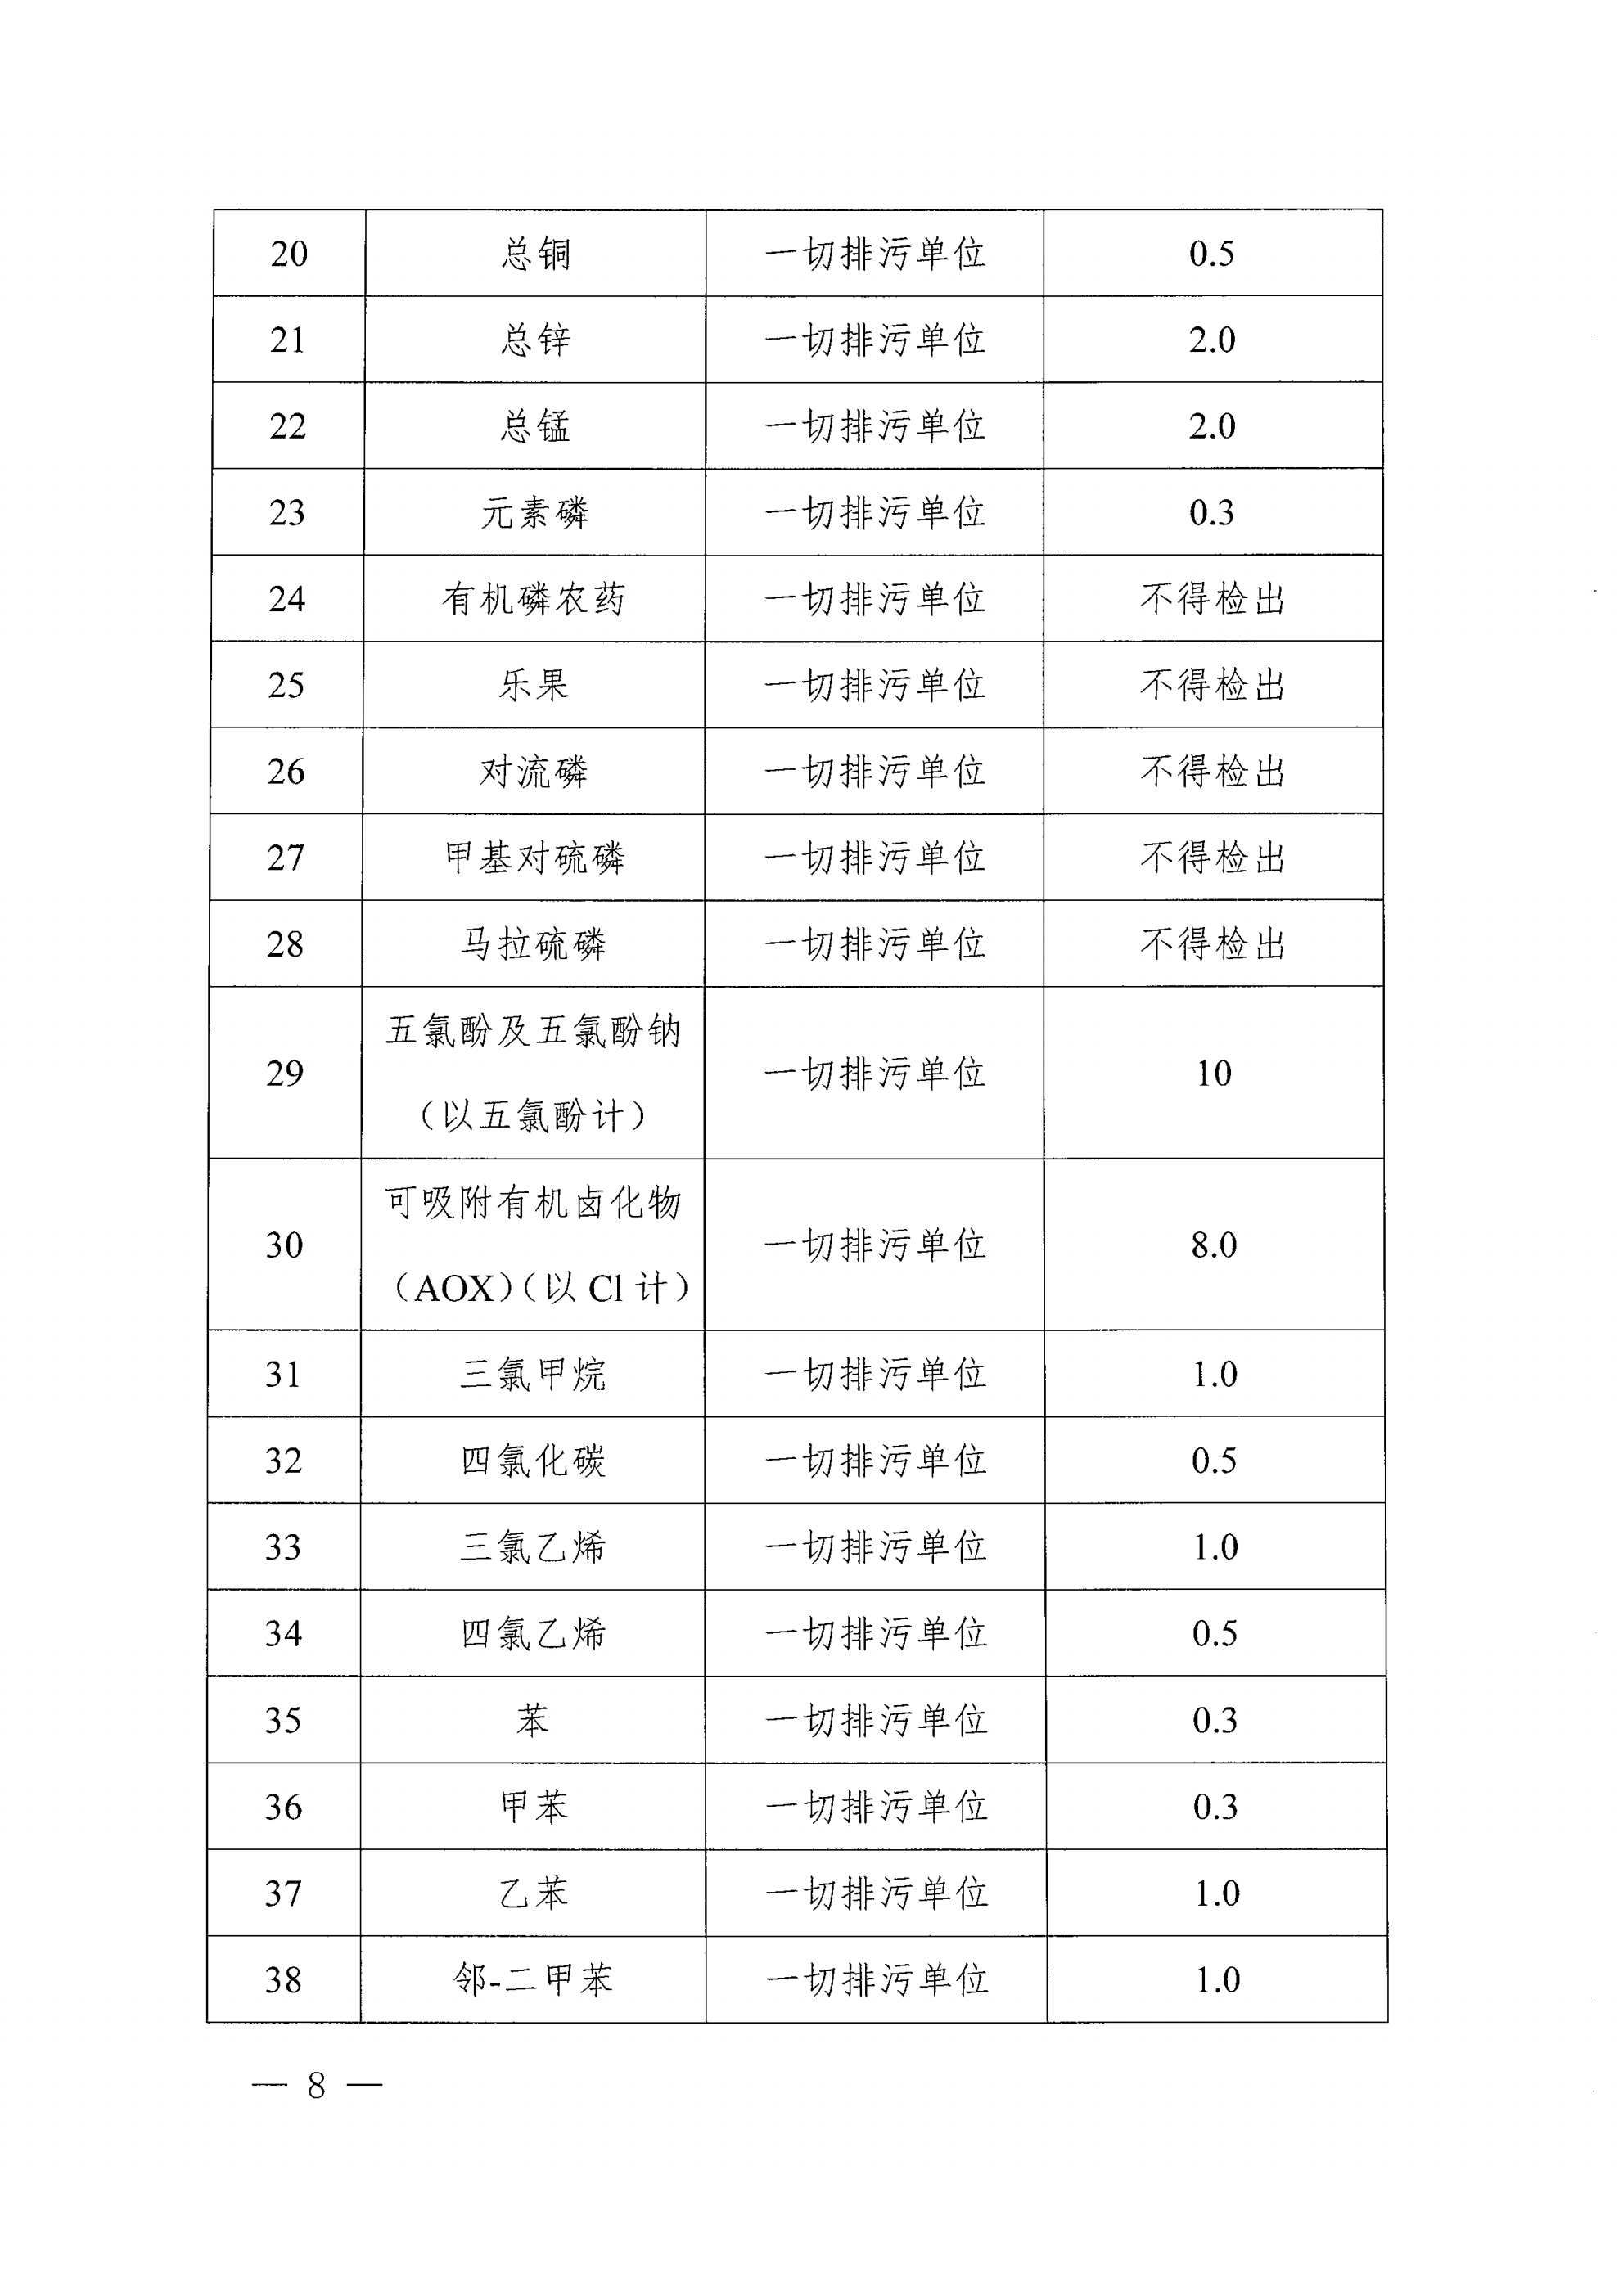 20 总铜 一切排污单位 0.5
21 总锌 一切排污单位 2.0
22 总锰 一切排污单位 2.0
23 元素磷 一切排污单位 0.3
24 有机磷农药 一切排污单位 不得检出
25 乐果 一切排污单位 不得检出
26 对流磷 一切排污单位 不得检出
27 甲基对硫磷 一切排污单位 不得检出
28 马拉硫磷 一切排污单位 不得检出
29 五氯酚及五氯酚钠 一切排污单位 10
（以五氯酚计）
30 可吸附有机卤化物 一切排污单位 8.0
（AOX）（以 Cl 计）
31 三氯甲烷 一切排污单位 1.0
32 四氯化碳 一切排污单位 0.5
33 三氯乙烯 一切排污单位 1.0
34 四氯乙烯 一切排污单位 0.5
35 苯 一切排污单位 0.3
36 甲苯 一切排污单位 0.3
37 乙苯 一切排污单位 1.0
38 邻-二甲苯 一切排污单位 1.0
— 8 —